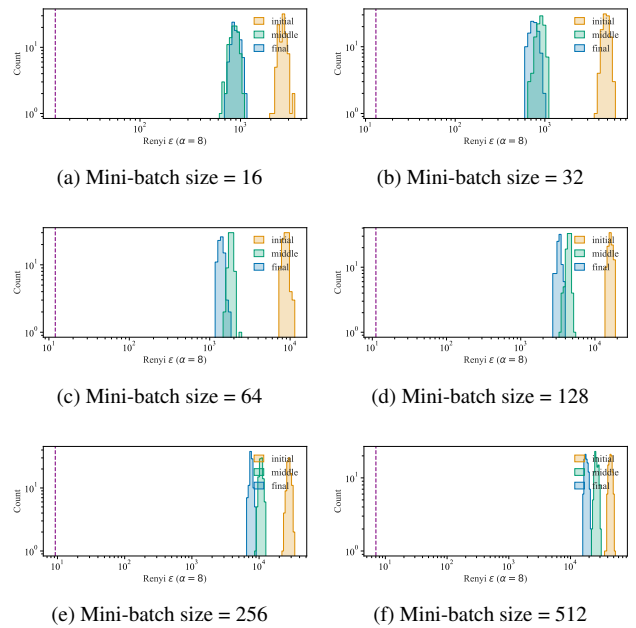 initial
middle
final
Count
10¹
10⁰
10² 10³
Renyi ε (α = 8)
(a) Mini-batch size = 16
initial
middle
final
Count
10¹
10⁰
10¹ 10² 10³
Renyi ε (α = 8)
(b) Mini-batch size = 32
initial
middle
final
Count
10¹
10⁰
10¹ 10² 10³ 10⁴
Renyi ε (α = 8)
(c) Mini-batch size = 64
initial
middle
final
Count
10¹
10⁰
10¹ 10² 10³ 10⁴
Renyi ε (α = 8)
(d) Mini-batch size = 128
initial
middle
final
Count
10¹
10⁰
10¹ 10² 10³ 10⁴
Renyi ε (α = 8)
(e) Mini-batch size = 256
initial
middle
final
Count
10¹
10⁰
10¹ 10² 10³ 10⁴
Renyi ε (α = 8)
(f) Mini-batch size = 512